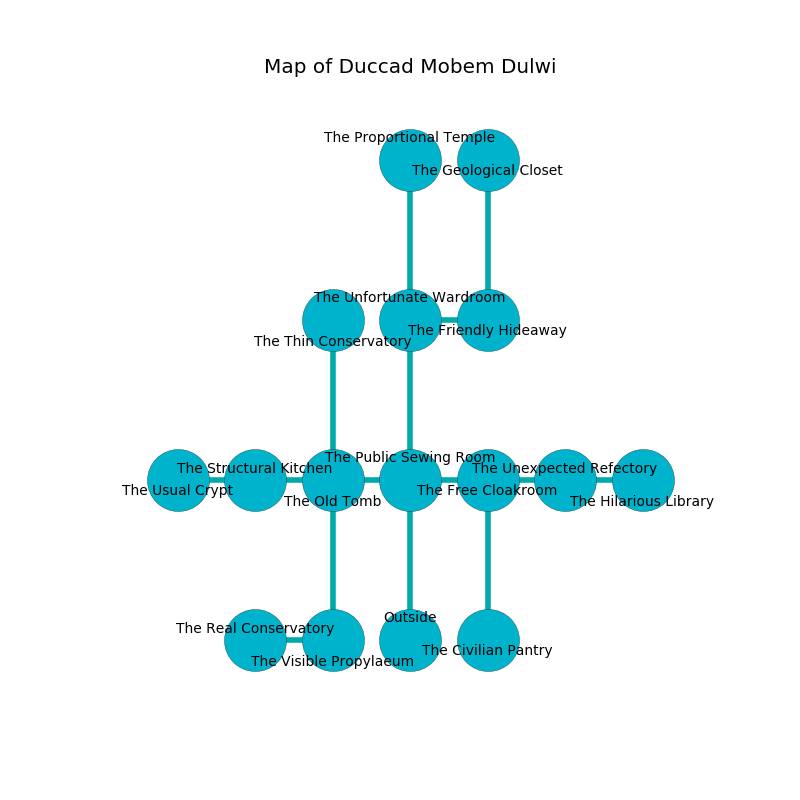 Map of Duccad Mobem Dulwi
The Proportional Temple
The Geological Closet
The Unfortunate Wardroom
The Friendly Hideaway
The Thin Conservatory
The Public Sewing Room
The Structural Kitchen
The Unexpected Refectory
The Usual Crypt
The Free Cloakroom
The Old Tomb
The Hilarious Library
Outside
The Real Conservatory
The Civilian Pantry
The Visible Propylaeum